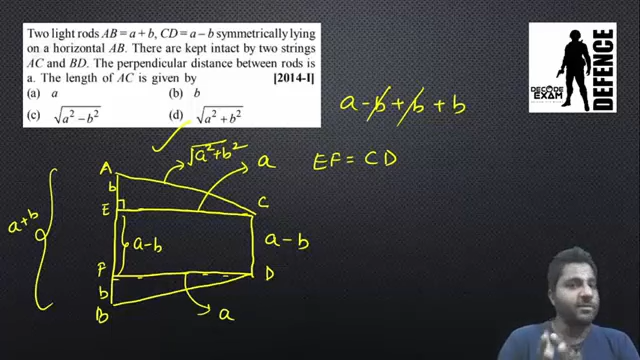 Two light rods AB = a + b, CD = a – b symmetrically lying
on a horizontal AB. There are kept intact by two strings
AC and BD. The perpendicular distance between rods is
a. The length of AC is given by [2014-I]
(a) a (b) b
(c) √a² – b² (d) √a² + b²
DECODE
EXAM
DEFENCE
a - b + b + b
EF = CD
√a² + b²
a
A
b
E
C
a+b
a-b
a-b
F
D
b
B
a